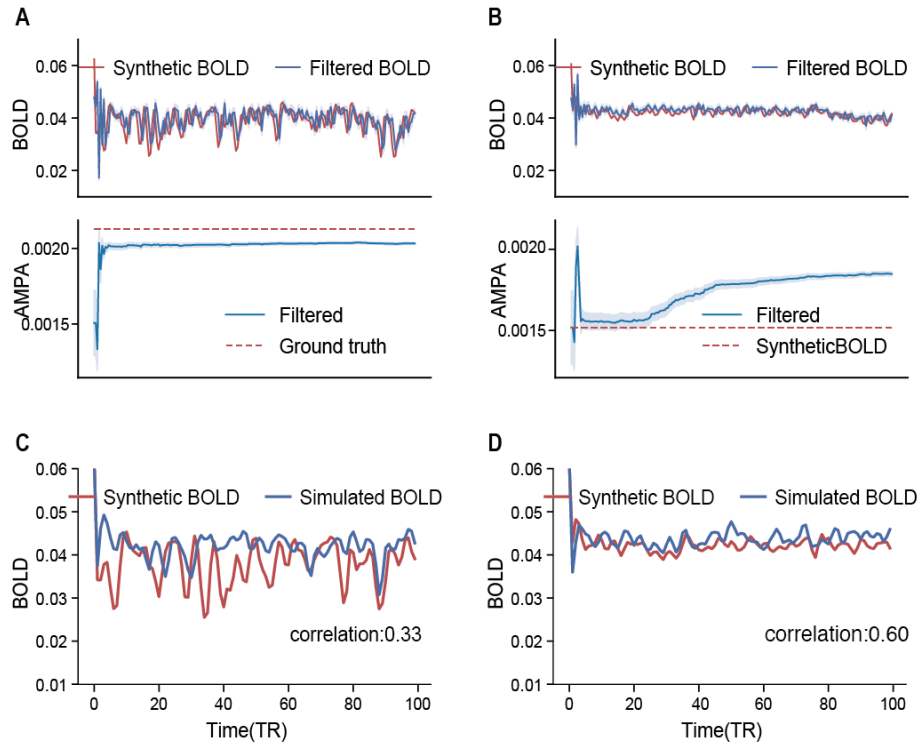 A
B
Synthetic BOLD
Filtered BOLD
Synthetic BOLD
Filtered BOLD
BOLD
0.06
0.04
0.02
BOLD
0.06
0.04
0.02
AMPA
0.0020
0.0015
Filtered
Ground truth
AMPA
0.0020
0.0015
Filtered
SyntheticBOLD
C
D
Synthetic BOLD
Simulated BOLD
Synthetic BOLD
Simulated BOLD
BOLD
0.06
0.05
0.04
0.03
0.02
0.01
correlation:0.33
0 20 40 60 80 100
Time(TR)
BOLD
0.06
0.05
0.04
0.03
0.02
0.01
correlation:0.60
0 20 40 60 80 100
Time(TR)